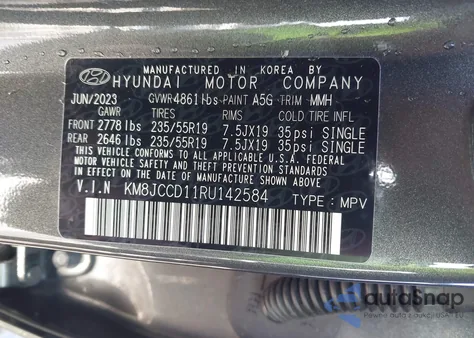 MANUFACTURED IN KOREA BY
HYUNDAI MOTOR COMPANY
JUN/2023 GVWR 4861 lbs PAINT A5G TRIM MMH
GAWR TIRES RIMS COLD TIRE INFL
FRONT
2778 lbs 235/55R19 7.5JX19 35psi SINGLE
REAR
2646 lbs 235/55R19 7.5JX19 35psi SINGLE
THIS VEHICLE CONFORMS TO ALL APPLICABLE U.S.A. FEDERAL
MOTOR VEHICLE SAFETY, BUMPER, AND THEFT PREVENTION
STANDARDS IN EFFECT ON THE DATE OF MANUFACTURE SHOWN ABOVE
V.I.N KM8JCCD11RU142584 TYPE : MPV
autoSnap